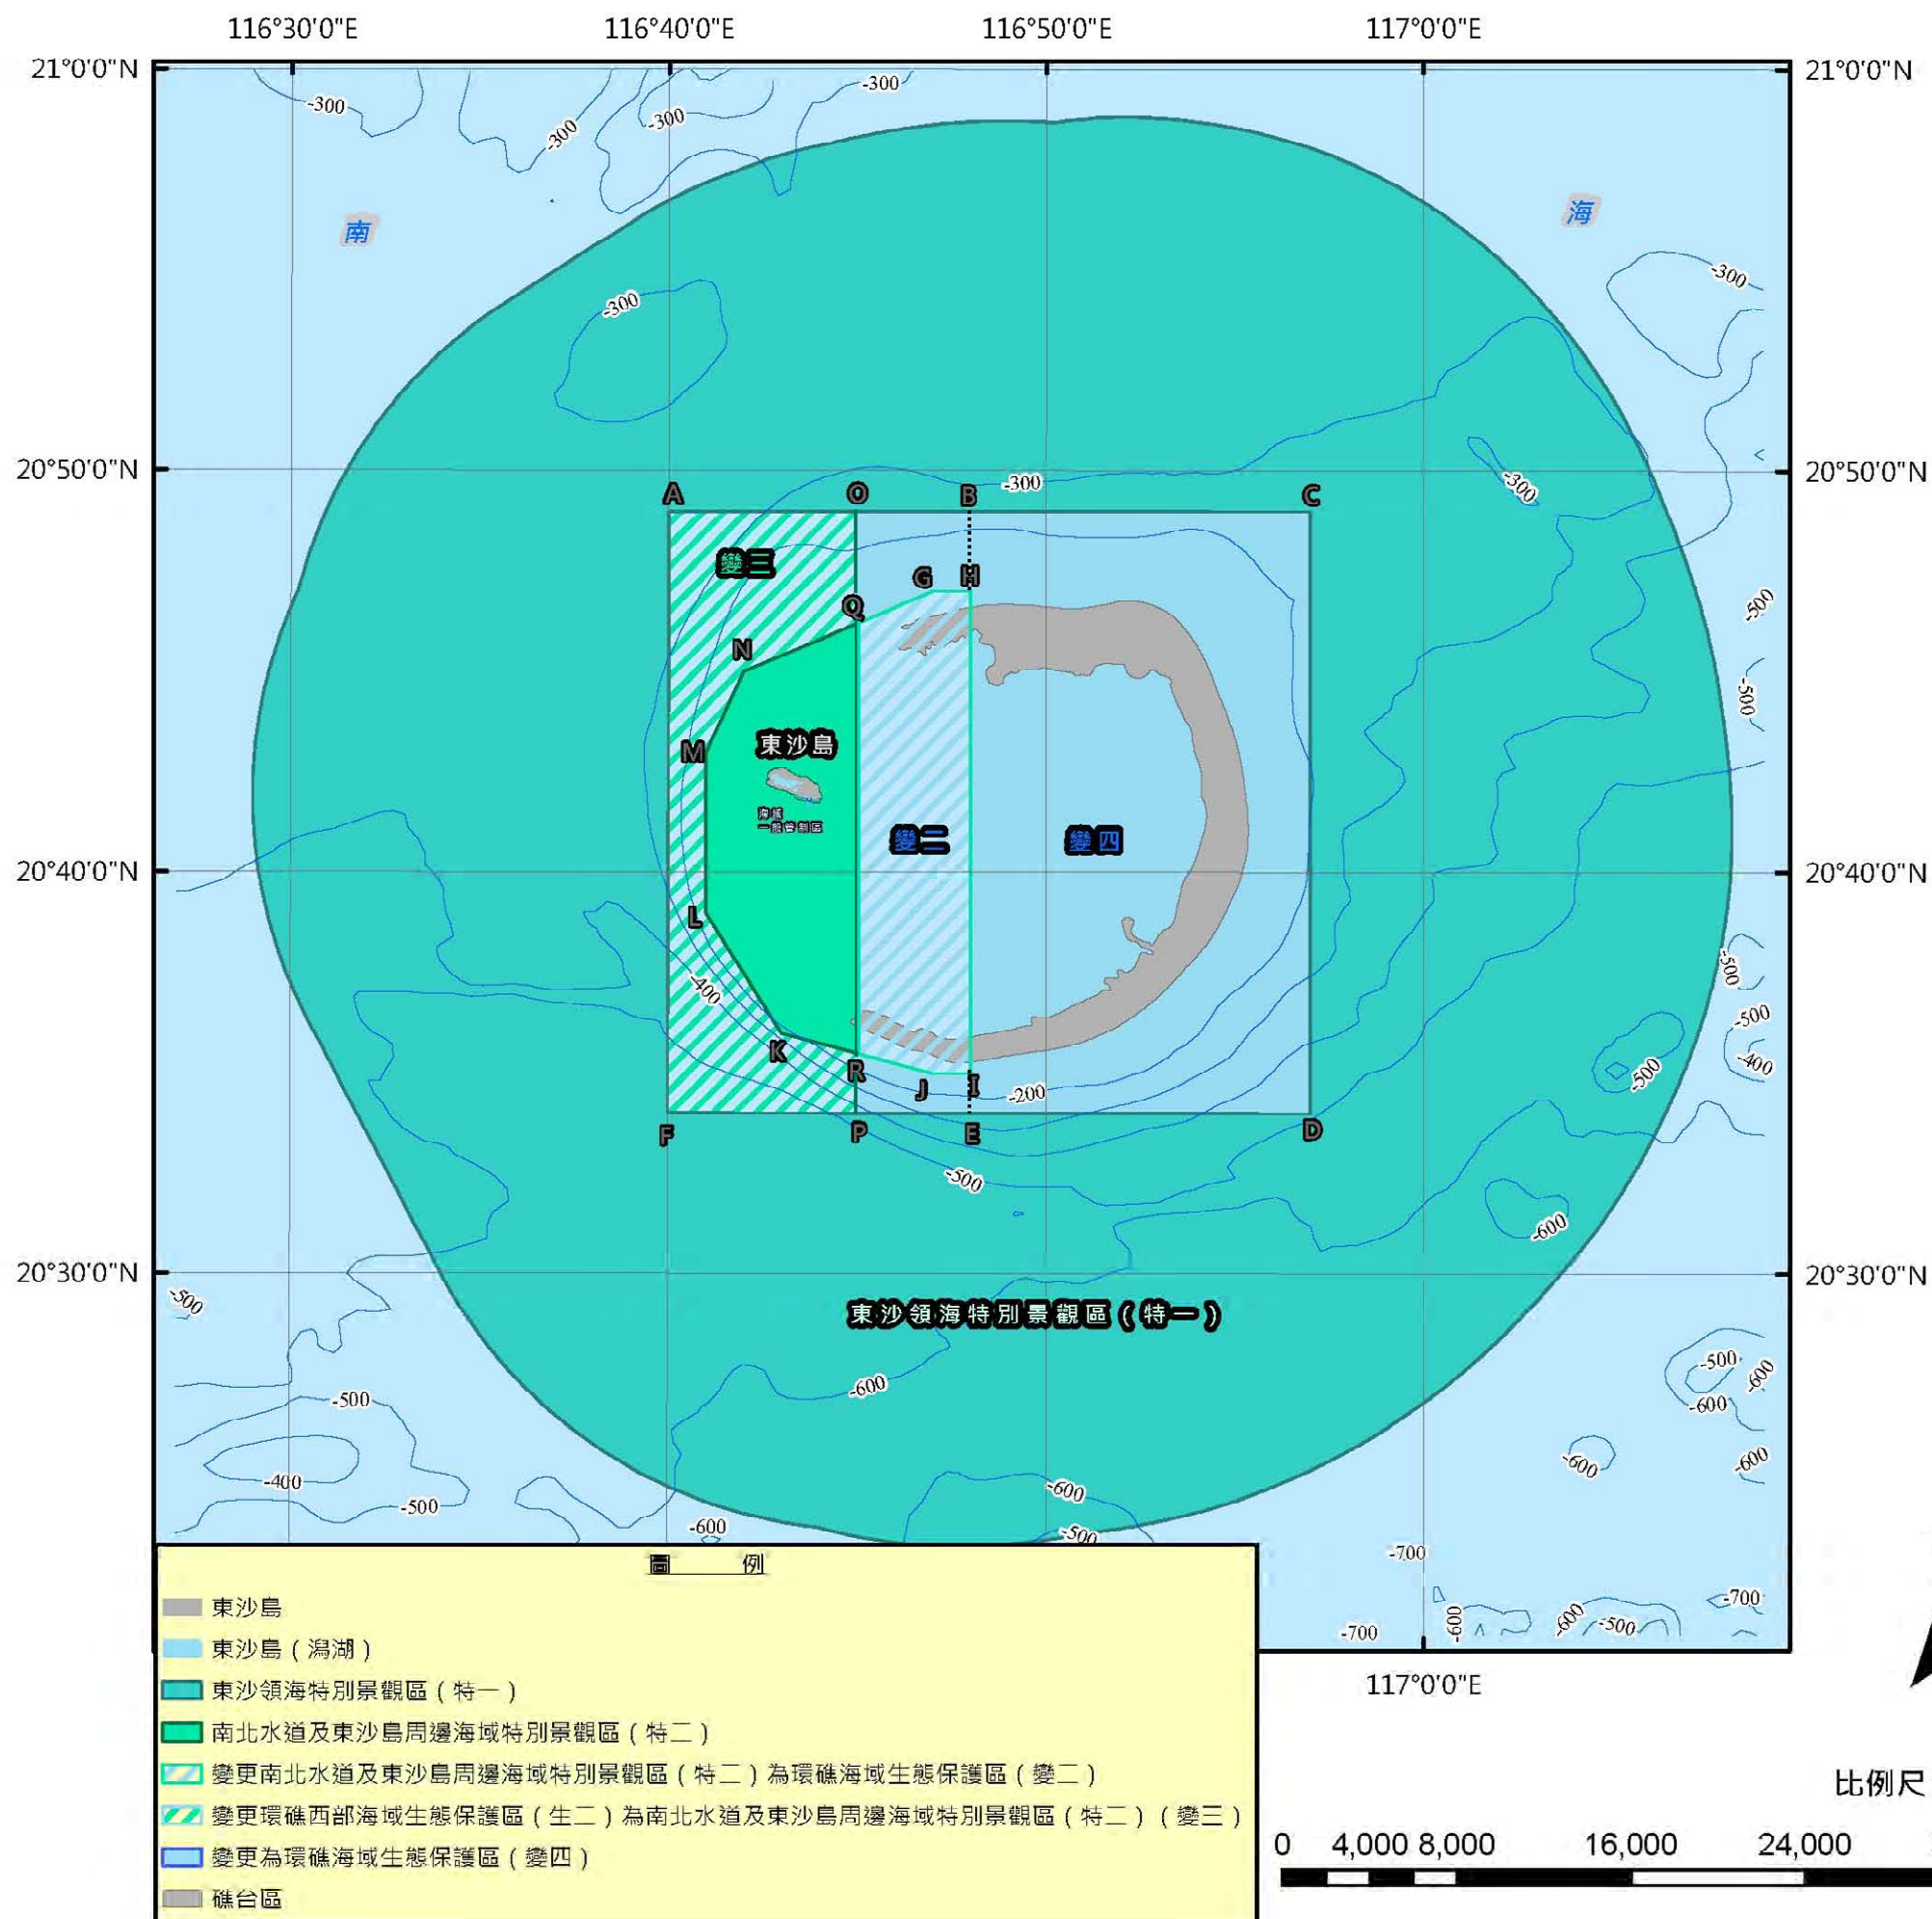 116°30'0"E 116°40'0"E 116°50'0"E 117°0'0"E
21°0'0"N 21°0'0"N
-300 -300 -300 -300
南 海
-300 -300
20°50'0"N 20°50'0"N
-300 -300
A O B C
變三
G H
Q
N
-500
M
東沙島
-500
海域
一般管制區
變二 變四
20°40'0"N 20°40'0"N
L
-400
-500
K R J I
-200
-500
-500
-400
F P E D
-500
-600
20°30'0"N 20°30'0"N
-500
東沙領海特別景觀區(特一)
-600
-500
-600
-600
-500
-400
-500
-600
-600
-600
-600
-500
-700
-700
-700
-600
-600
-500
117°0'0"E
圖 例
東沙島
東沙島(潟湖)
東沙領海特別景觀區(特一)
南北水道及東沙島周邊海域特別景觀區(特二)
變更南北水道及東沙島周邊海域特別景觀區(特二)為環礁海域生態保護區(變二)
變更環礁西部海域生態保護區(生二)為南北水道及東沙島周邊海域特別景觀區(特二)(變三)
變更為環礁海域生態保護區(變四)
礁台區
比例尺
0 4,000 8,000 16,000 24,000